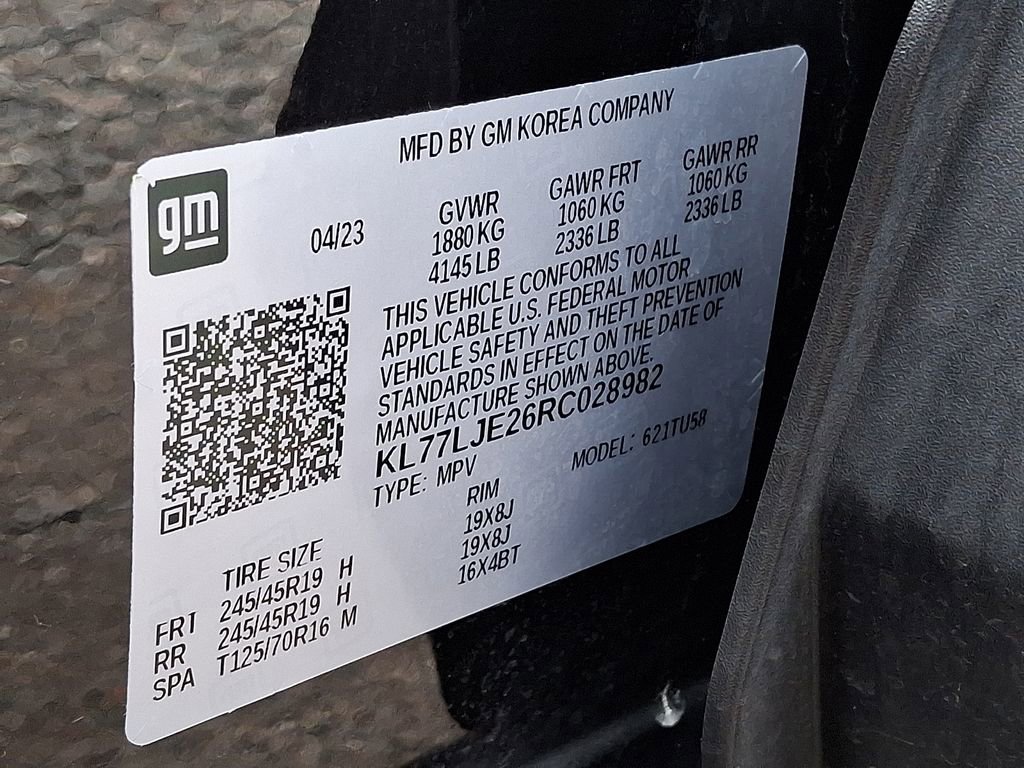 MFD BY GM KOREA COMPANY
gm
04/23
GVWR
1880 KG
4145 LB
GAWR FRT
1060 KG
2336 LB
GAWR RR
1060 KG
2336 LB
THIS VEHICLE CONFORMS TO ALL
APPLICABLE U.S. FEDERAL MOTOR
VEHICLE SAFETY AND THEFT PREVENTION
STANDARDS IN EFFECT ON THE DATE OF
MANUFACTURE SHOWN ABOVE.
KL77LJE26RC028982
TYPE: MPV MODEL: 621TU58
TIRE SIZE RIM
FRT 245/45R19 H 19X8J
RR 245/45R19 H 19X8J
SPA T125/70R16 M 16X4BT